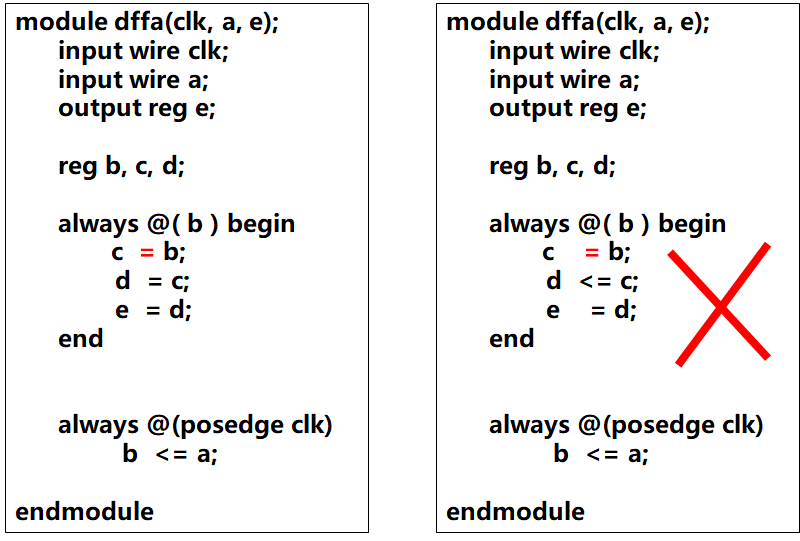 module dffa(clk, a, e);
input wire clk;
input wire a;
output reg e;
reg b, c, d;
always @( b ) begin
c = b;
d = c;
e = d;
end
always @(posedge clk)
b <= a;
endmodule
module dffa(clk, a, e);
input wire clk;
input wire a;
output reg e;
reg b, c, d;
always @( b ) begin
c = b;
d <= c;
e = d;
end
always @(posedge clk)
b <= a;
endmodule